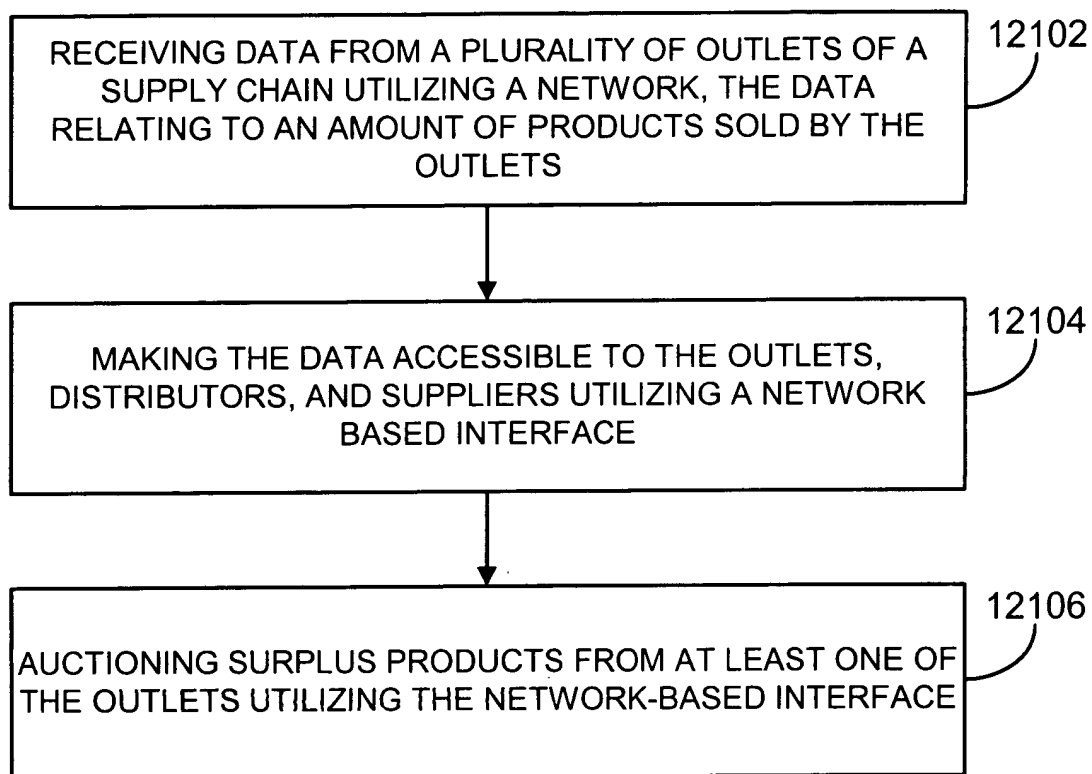 RECEIVING DATA FROM A PLURALITY OF OUTLETS OF A
SUPPLY CHAIN UTILIZING A NETWORK, THE DATA
RELATING TO AN AMOUNT OF PRODUCTS SOLD BY THE
OUTLETS
12102
MAKING THE DATA ACCESSIBLE TO THE OUTLETS,
DISTRIBUTORS, AND SUPPLIERS UTILIZING A NETWORK
BASED INTERFACE
12104
AUCTIONING SURPLUS PRODUCTS FROM AT LEAST ONE OF
THE OUTLETS UTILIZING THE NETWORK-BASED INTERFACE
12106